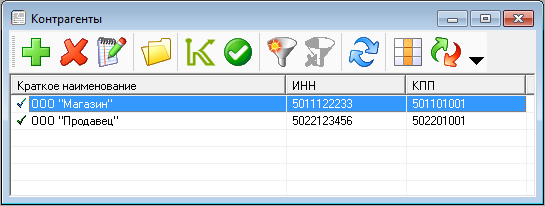 Контрагенты
Краткое наименование ИНН КПП
ООО "Магазин" 5011122233 501101001
ООО "Продавец" 5022123456 502201001